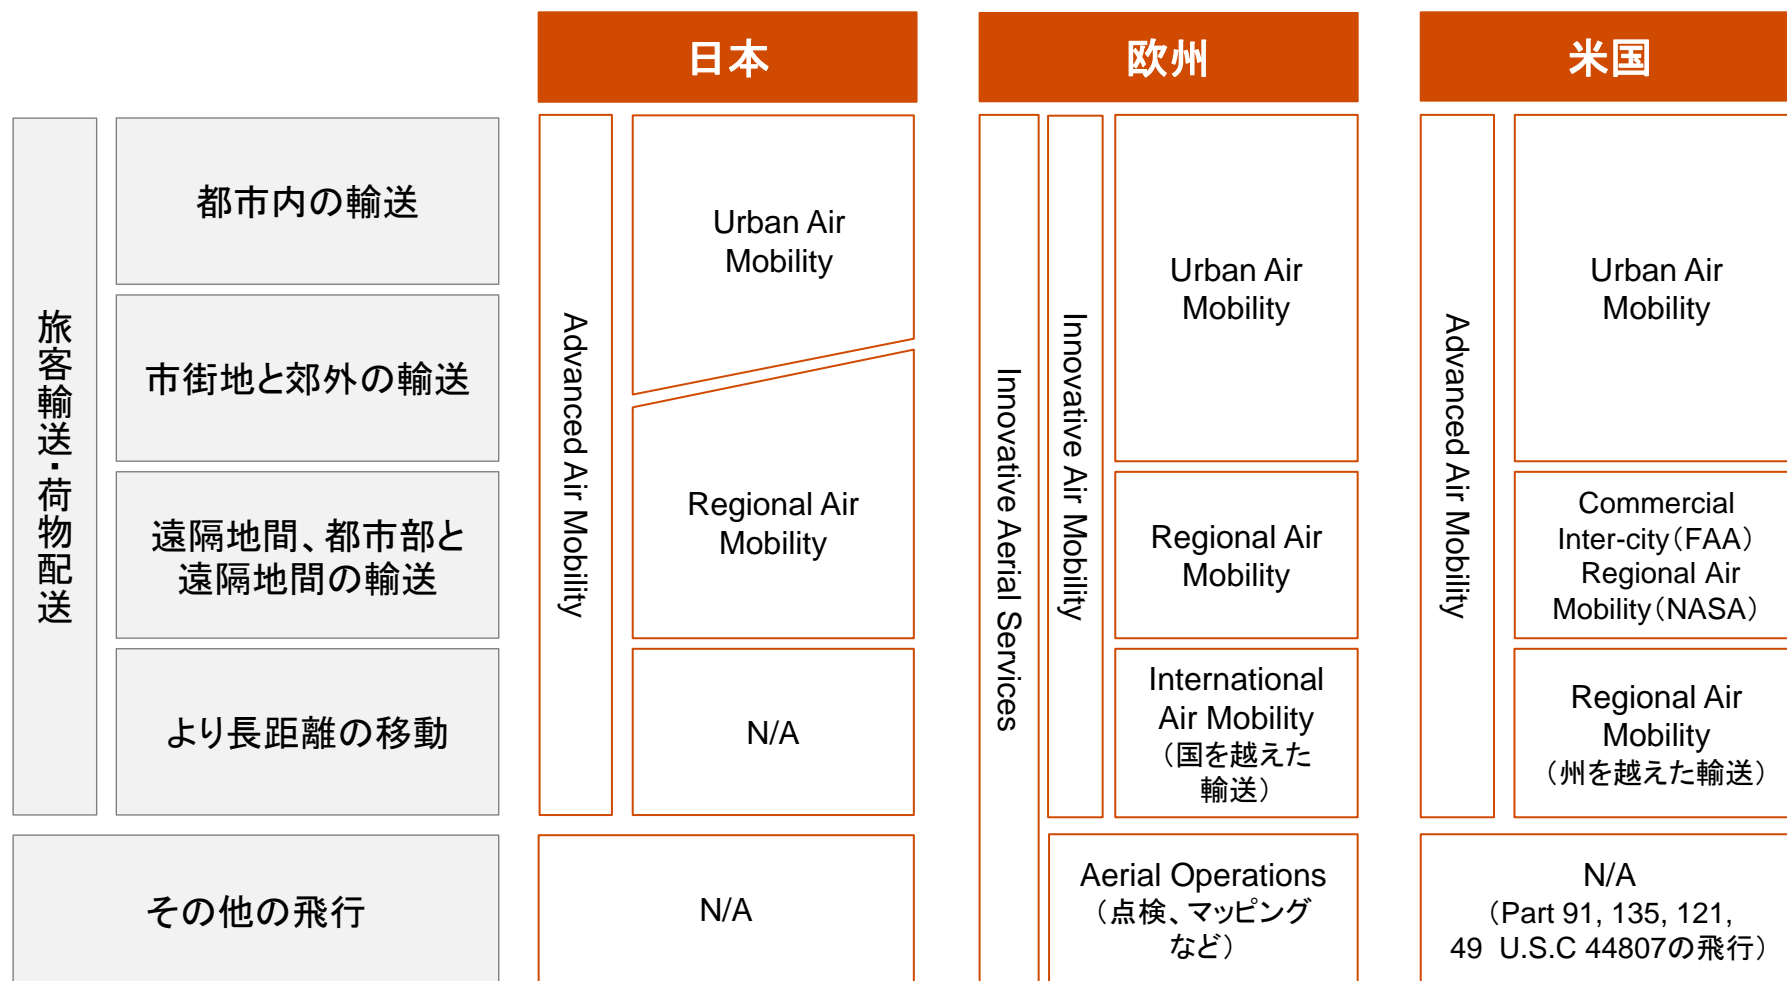 日本
欧州
米国
旅客輸送・荷物配送
都市内の輸送
市街地と郊外の輸送
遠隔地間、都市部と
遠隔地間の輸送
より長距離の移動
その他の飛行
Advanced Air Mobility
Urban Air
Mobility
Regional Air
Mobility
N/A
N/A
Innovative Aerial Services
Innovative Air Mobility
Urban Air
Mobility
Regional Air
Mobility
International
Air Mobility
（国を越えた
輸送）
Aerial Operations
（点検、マッピング
など）
Advanced Air Mobility
Urban Air
Mobility
Commercial
Inter-city（FAA）
Regional Air
Mobility（NASA）
Regional Air
Mobility
（州を越えた輸送）
N/A
（Part 91, 135, 121,
49 U.S.C 44807の飛行）